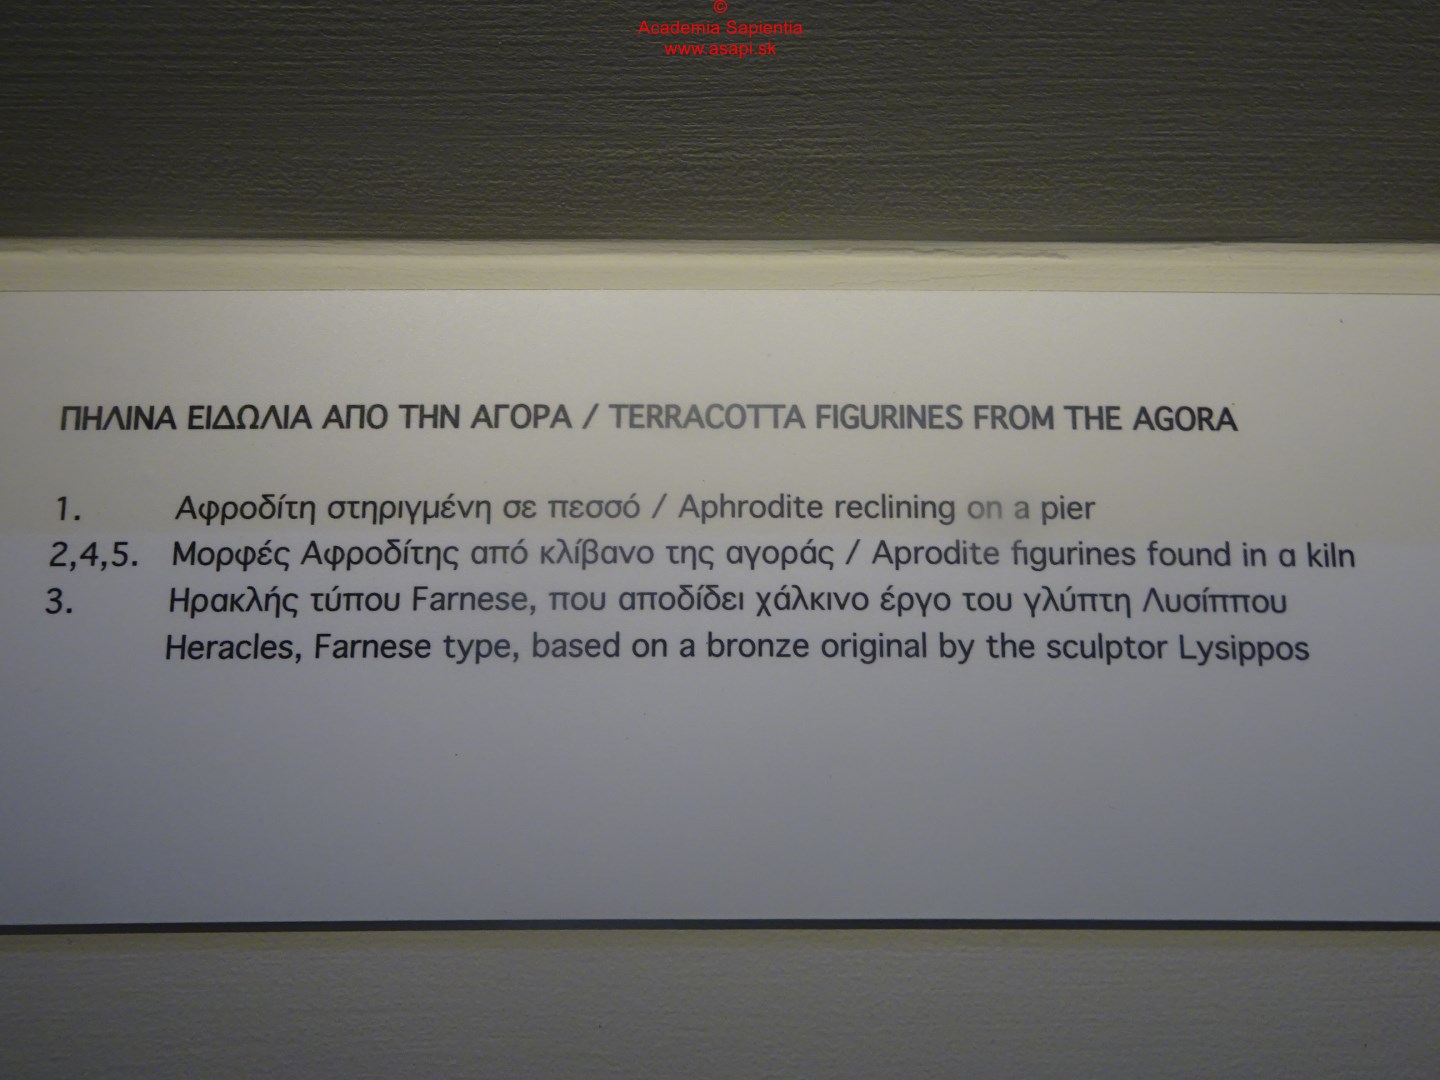 ©
Academia Sapientia
www.asapi.sk
ΠΗΛΙΝΑ ΕΙΔΩΛΙΑ ΑΠΟ ΤΗΝ ΑΓΟΡΑ / TERRACOTTA FIGURINES FROM THE AGORA
1. Αφροδίτη στηριγμένη σε πεσσό / Aphrodite reclining on a pier
2,4,5. Μορφές Αφροδίτης από κλίβανο της αγοράς / Aprodite figurines found in a kiln
3. Ηρακλής τύπου Farnese, που αποδίδει χάλκινο έργο του γλύπτη Λυσίππου
Heracles, Farnese type, based on a bronze original by the sculptor Lysippos